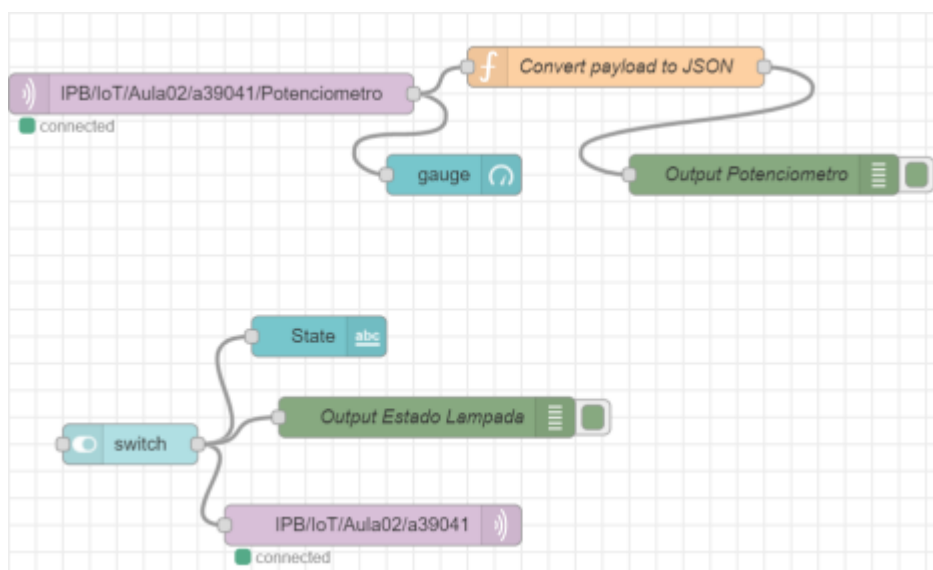 Convert payload to JSON
IPB/IoT/Aula02/a39041/Potenciometro
connected
gauge
Output Potenciometro
State abc
Output Estado Lampada
switch
IPB/IoT/Aula02/a39041
connected